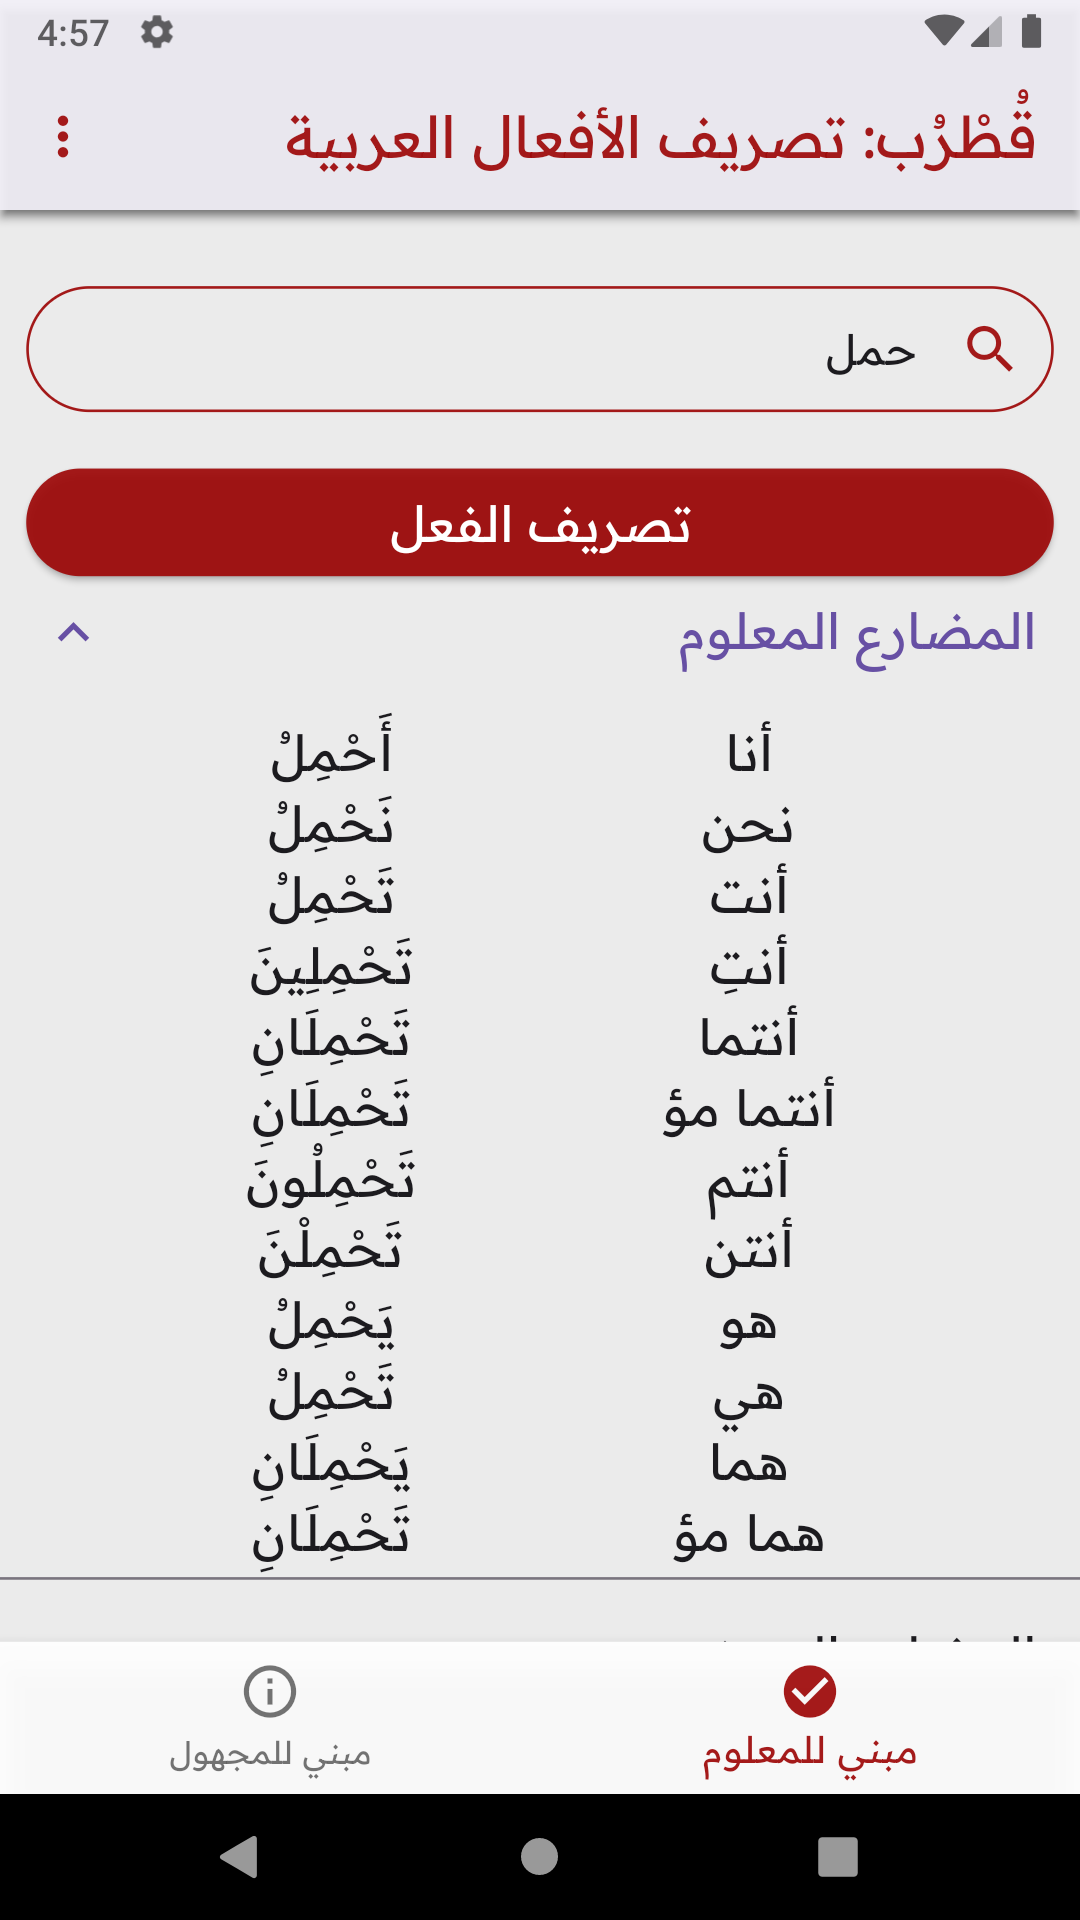 4:57
قُطْرُب: تصريف الأفعال العربية
حمل
تصريف الفعل
المضارع المعلوم
أنا أَحْمِلُ
نحن نَحْمِلُ
أنت تَحْمِلُ
أنتِ تَحْمِلِينَ
أنتما تَحْمِلَانِ
أنتما مؤ تَحْمِلَانِ
أنتم تَحْمِلُونَ
أنتن تَحْمِلْنَ
هو يَحْمِلُ
هي تَحْمِلُ
هما يَحْمِلَانِ
هما مؤ تَحْمِلَانِ
مبني للمعلوم
مبني للمجهول